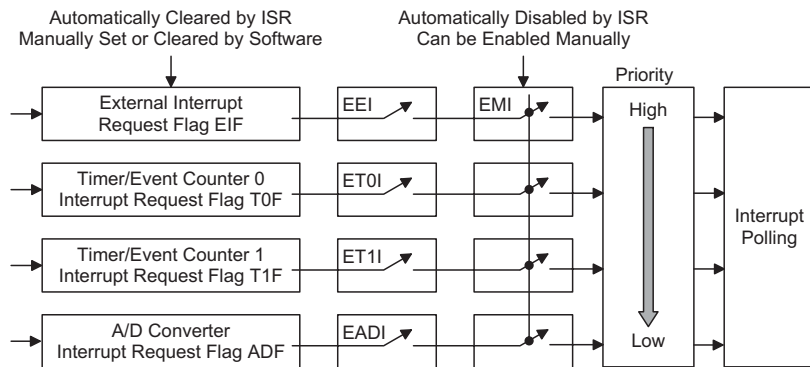 Automatically Cleared by ISR
Manually Set or Cleared by Software
Automatically Disabled by ISR
Can be Enabled Manually
Priority
External Interrupt
Request Flag EIF
EEI
EMI
High
Timer/Event Counter 0
Interrupt Request Flag T0F
ET0I
Interrupt
Polling
Timer/Event Counter 1
Interrupt Request Flag T1F
ET1I
A/D Converter
Interrupt Request Flag ADF
EADI
Low